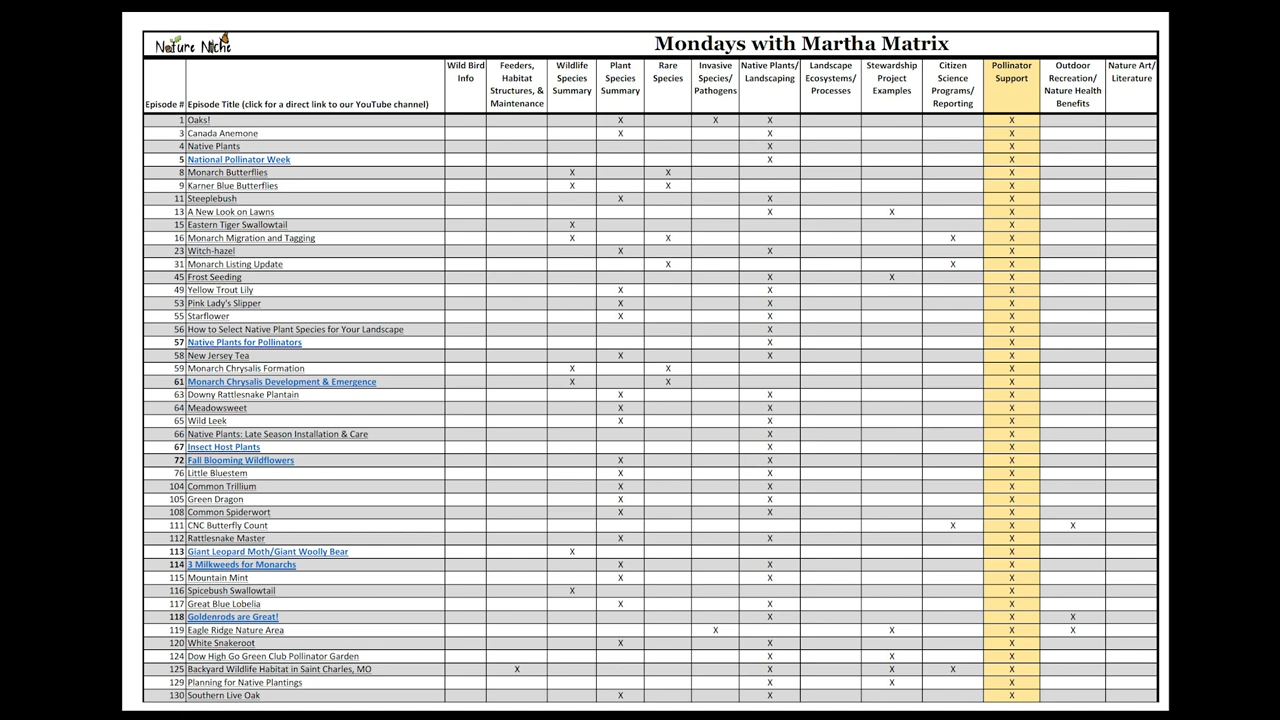 Nature Niche
Mondays with Martha Matrix
Episode # Episode Title (click for a direct link to our YouTube channel) Wild Bird Info Feeders, Habitat Structures, & Maintenance Wildlife Species Summary Plant Species Summary Rare Species Invasive Species/ Pathogens Native Plants/ Landscaping Landscape Ecosystems/ Processes Stewardship Project Examples Citizen Science Programs/ Reporting Pollinator Support Outdoor Recreation/ Nature Health Benefits Nature Art/ Literature
1 Oaks! X X X X
3 Canada Anemone X X X
4 Native Plants X X
5 National Pollinator Week X X
8 Monarch Butterflies X X X
9 Karner Blue Butterflies X X X
11 Steeplebush X X X
13 A New Look on Lawns X X X
15 Eastern Tiger Swallowtail X X
16 Monarch Migration and Tagging X X X X
23 Witch-hazel X X X
31 Monarch Listing Update X X X
45 Frost Seeding X X X
49 Yellow Trout Lily X X X
53 Pink Lady's Slipper X X X
55 Starflower X X X
56 How to Select Native Plant Species for Your Landscape X X
57 Native Plants for Pollinators X X
58 New Jersey Tea X X X
59 Monarch Chrysalis Formation X X X
61 Monarch Chrysalis Development & Emergence X X X
63 Downy Rattlesnake Plantain X X X
64 Meadowsweet X X X
65 Wild Leek X X X
66 Native Plants: Late Season Installation & Care X X
67 Insect Host Plants X X
72 Fall Blooming Wildflowers X X X
76 Little Bluestem X X X
104 Common Trillium X X X
105 Green Dragon X X X
108 Common Spiderwort X X X
111 CNC Butterfly Count X X X
112 Rattlesnake Master X X X
113 Giant Leopard Moth/Giant Woolly Bear X X
114 3 Milkweeds for Monarchs X X X
115 Mountain Mint X X X
116 Spicebush Swallowtail X X
117 Great Blue Lobelia X X X
118 Goldenrods are Great! X X X
119 Eagle Ridge Nature Area X X X X
120 White Snakeroot X X X
124 Dow High Go Green Club Pollinator Garden X X X
125 Backyard Wildlife Habitat in Saint Charles, MO X X X X X
129 Planning for Native Plantings X X X
130 Southern Live Oak X X X